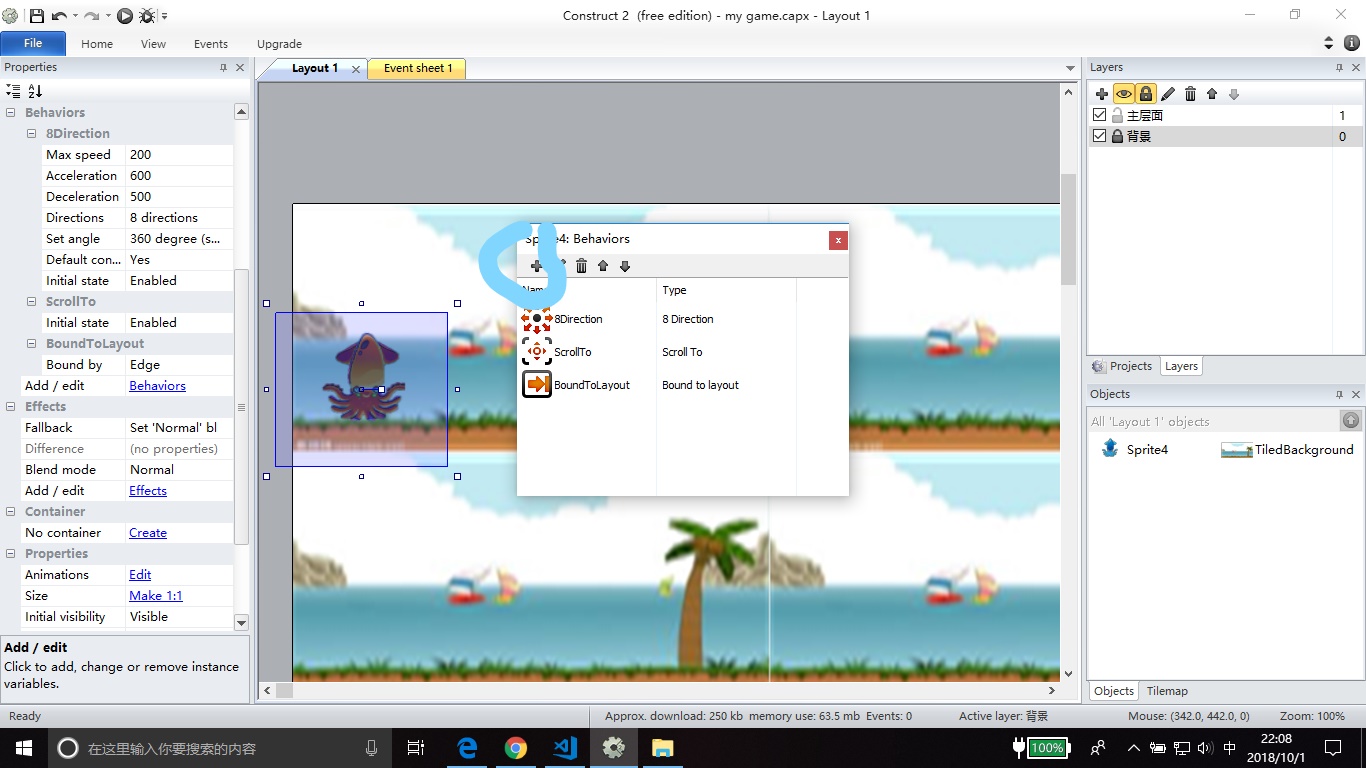 Construct 2 (free edition) - my game.capx - Layout 1
File Home View Events Upgrade
Properties
Layout 1
Event sheet 1
Behaviors
8Direction
Max speed 200
Acceleration 600
Deceleration 500
Directions 8 directions
Set angle 360 degree (s...
Default con... Yes
Initial state Enabled
ScrollTo
Initial state Enabled
BoundToLayout
Bound by Edge
Add / edit Behaviors
Effects
Fallback Set 'Normal' bl
Difference (no properties)
Blend mode Normal
Add / edit Effects
Container
No container Create
Properties
Animations Edit
Size Make 1:1
Initial visibility Visible
Add / edit
Click to add, change or remove instance
variables.
Sprite4: Behaviors
Name Type
8Direction 8 Direction
ScrollTo Scroll To
BoundToLayout Bound to layout
Layers
主层面 1
背景 0
Projects Layers
Objects
All 'Layout 1' objects
Sprite4 TiledBackground
Objects Tilemap
Ready
Approx. download: 250 kb memory use: 63.5 mb Events: 0
Active layer: 背景
Mouse: (342.0, 442.0, 0)
Zoom: 100%
在这里输入你要搜索的内容
100%
中
22:08
2018/10/1